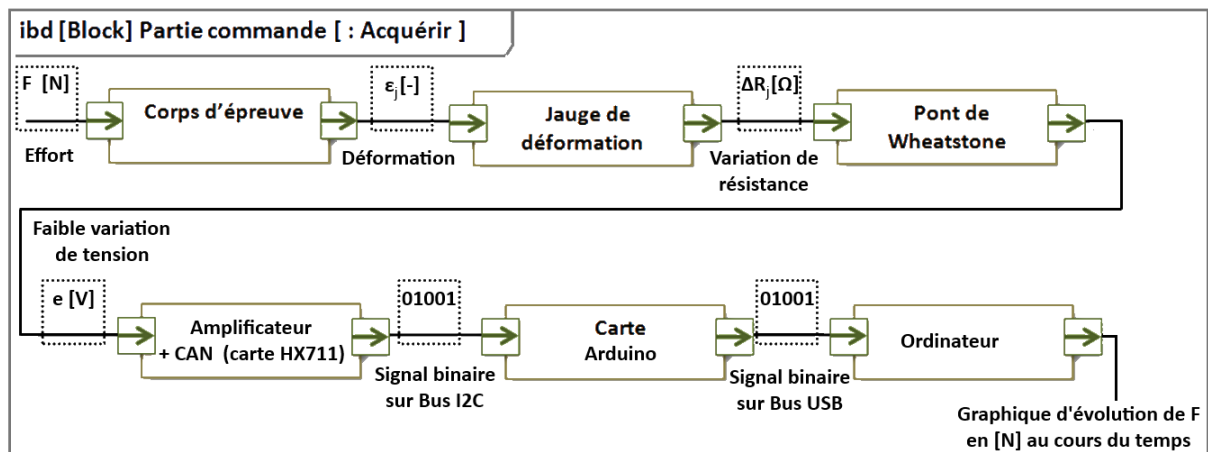 ibd [Block] Partie commande [ : Acquérir ]
F [N]
Effort
Corps d'épreuve
εj[-]
Déformation
Jauge de
déformation
ΔRj[Ω]
Variation de
résistance
Pont de
Wheatstone
Faible variation
de tension
e [V]
Amplificateur
+ CAN (carte HX711)
01001
Signal binaire
sur Bus I2C
Carte
Arduino
01001
Signal binaire
sur Bus USB
Ordinateur
Graphique d'évolution de F
en [N] au cours du temps